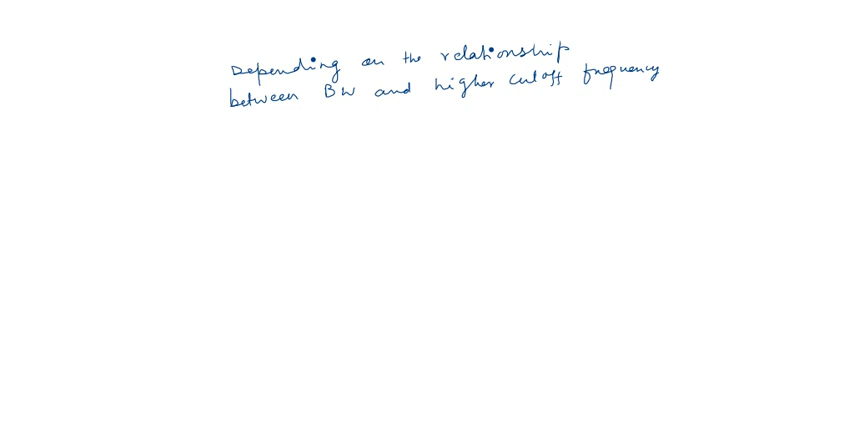 Depending on the relationship
between BW and higher cutoff frequency